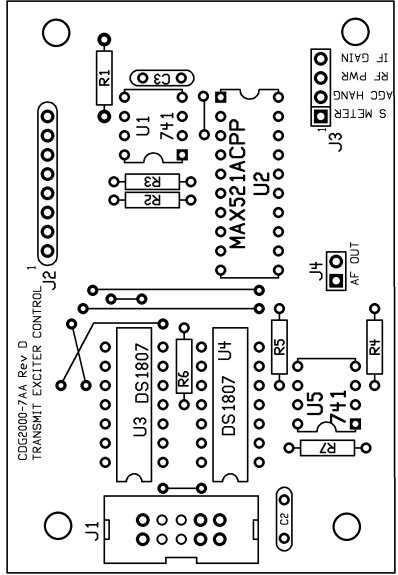 R1
C3
U1
741
R3
R2
MAX521ACPP
U2
IF GAIN
RF PWR
AGC HANG
S METER
1
J3
1
J2
J4
AF OUT
CDG2000-7AA Rev D
TRANSMIT EXCITER CONTROL
U3
DS1807
R6
U4
DS1807
R5
R4
U5
741
R7
J1
C2